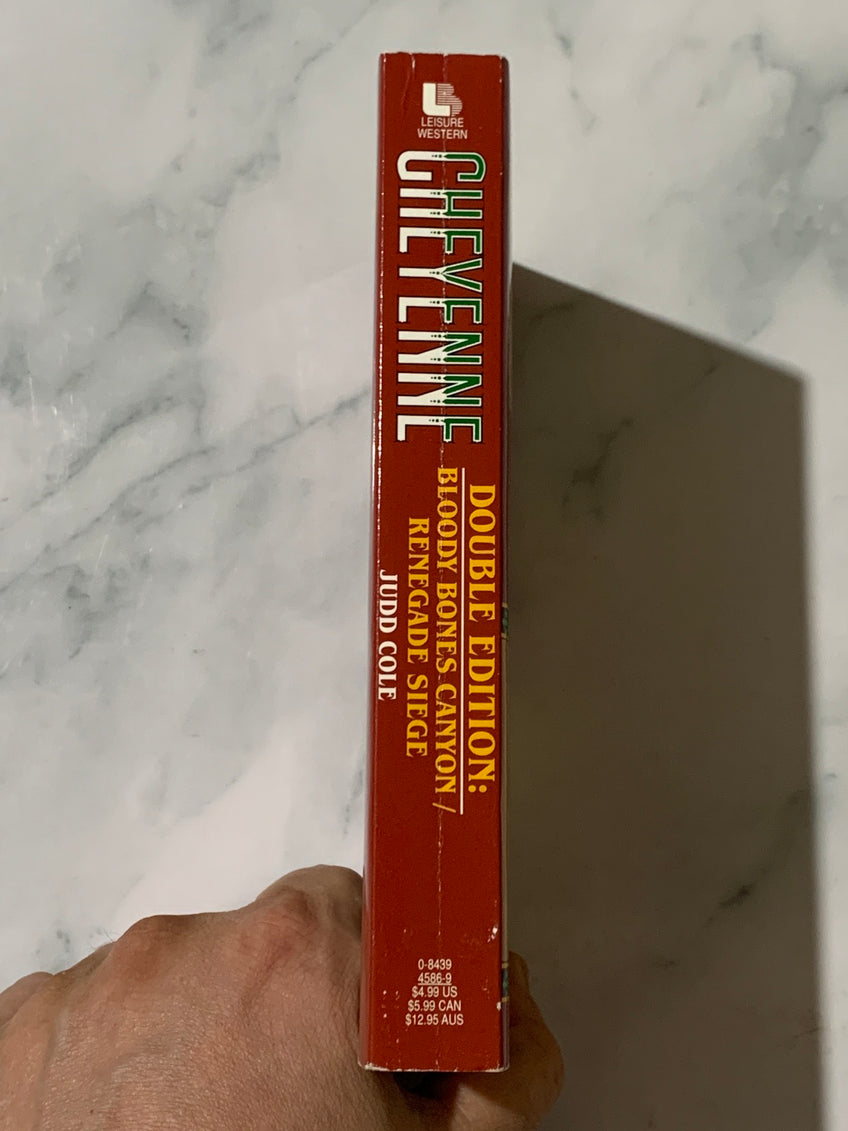 LB
LEISURE
WESTERN
CHEYENNE
DOUBLE EDITION:
BLOODY BONES CANYON /
RENEGADE SIEGE
JUDD COLE
0-8439
4586-9
$4.99 US
$5.99 CAN
$12.95 AUS